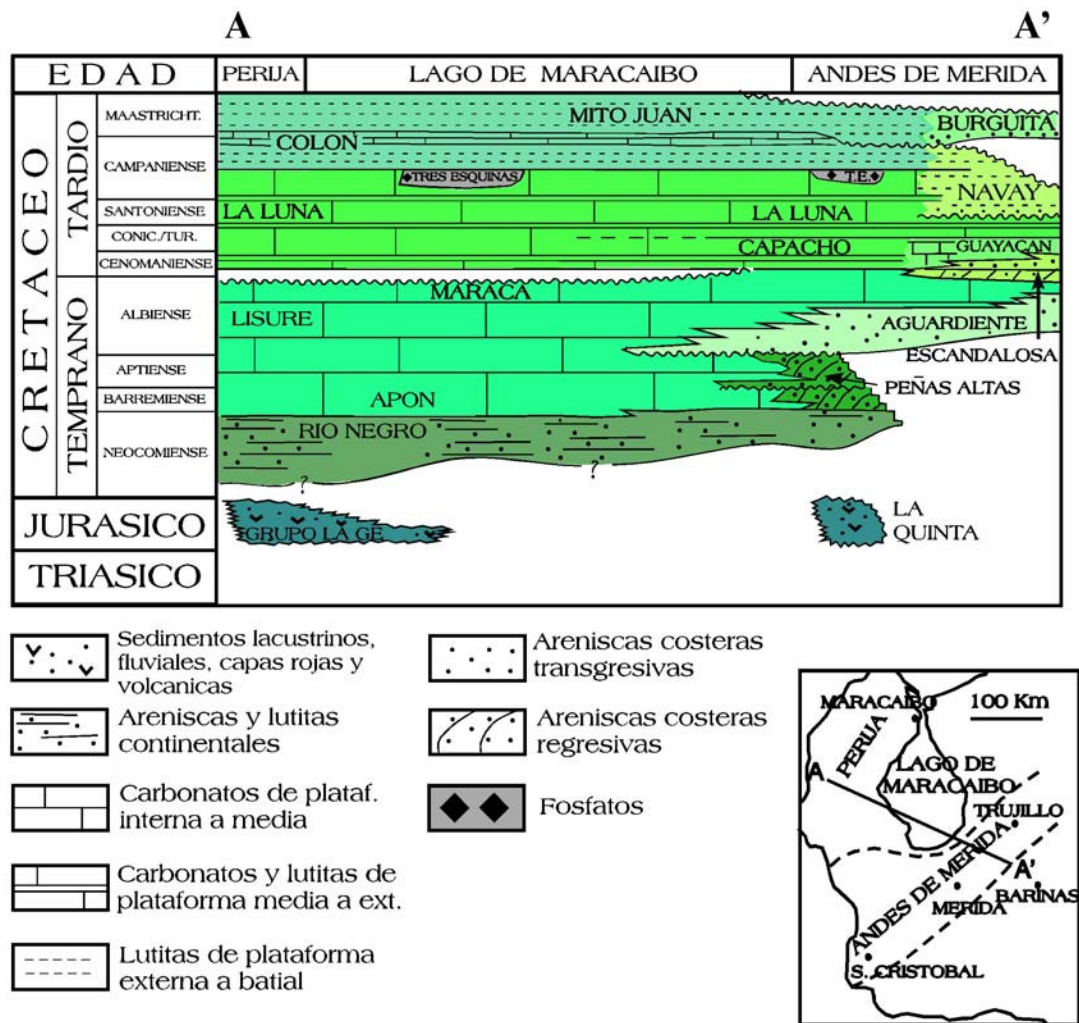 A A'
EDAD PERIJA LAGO DE MARACAIBO ANDES DE MERIDA
CRETACEO
TARDIO
TEMPRANO
MAASTRICHT.
CAMPANIENSE
SANTONIENSE
CONIC./TUR.
CENOMANIENSE
ALBIENSE
APTIENSE
BARREMIENSE
NEOCOMIENSE
JURASICO
TRIASICO
MITO JUAN
BURGUITA
COLON
TRES ESQUINAS
T.E.
NAVAY
LA LUNA LA LUNA
CAPACHO
GUAYACAN
MARACA
LISURE
AGUARDIENTE
ESCANDALOSA
PEÑAS ALTAS
APON
RIO NEGRO
? ?
GRUPO LA GE
LA
QUINTA
Sedimentos lacustrinos,
fluviales, capas rojas y
volcanicas
Areniscas y lutitas
continentales
Carbonatos de plataf.
interna a media
Carbonatos y lutitas de
plataforma media a ext.
Lutitas de plataforma
externa a batial
Areniscas costeras
transgresivas
Areniscas costeras
regresivas
Fosfatos
MARACAIBO
100 Km
PERIJA
A
LAGO DE
MARACAIBO
TRUJILLO
ANDES DE MERIDA
A'
BARINAS
MERIDA
S. CRISTOBAL